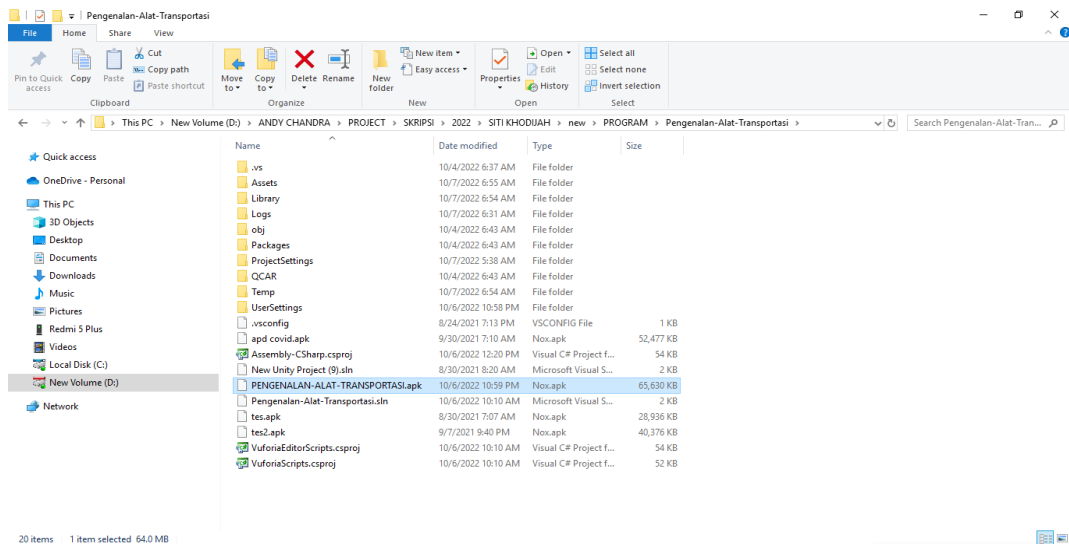 Pengenalan-Alat-Transportasi
File Home Share View
Pin to Quick access
Copy
Paste
Cut
Copy path
Paste shortcut
Clipboard
Move to
Copy to
Delete
Rename
Organize
New folder
New item
Easy access
New
Properties
Open
Edit
History
Open
Select all
Select none
Invert selection
Select
This PC > New Volume (D:) > ANDY CHANDRA > PROJECT > SKRIPSI > 2022 > SITI KHODIJAH > new > PROGRAM > Pengenalan-Alat-Transportasi >
Search Pengenalan-Alat-Tran...
Quick access
OneDrive - Personal
This PC
3D Objects
Desktop
Documents
Downloads
Music
Pictures
Redmi 5 Plus
Videos
Local Disk (C:)
New Volume (D:)
Network
Name Date modified Type Size
.vs 10/4/2022 6:37 AM File folder
Assets 10/7/2022 6:55 AM File folder
Library 10/7/2022 6:54 AM File folder
Logs 10/7/2022 6:31 AM File folder
obj 10/4/2022 6:43 AM File folder
Packages 10/4/2022 6:43 AM File folder
ProjectSettings 10/7/2022 5:38 AM File folder
QCAR 10/4/2022 6:43 AM File folder
Temp 10/7/2022 6:54 AM File folder
UserSettings 10/6/2022 10:58 PM File folder
.vsconfig 8/24/2021 7:13 PM VSCONFIG File 1 KB
apd covid.apk 9/30/2021 7:10 AM Nox.apk 52,477 KB
Assembly-CSharp.csproj 10/6/2022 12:20 PM Visual C# Project f... 54 KB
New Unity Project (9).sln 8/30/2021 8:20 AM Microsoft Visual S... 2 KB
PENGENALAN-ALAT-TRANSPORTASI.apk 10/6/2022 10:59 PM Nox.apk 65,630 KB
Pengenalan-Alat-Transportasi.sln 10/6/2022 10:10 AM Microsoft Visual S... 2 KB
tes.apk 8/30/2021 7:07 AM Nox.apk 28,936 KB
tes2.apk 9/7/2021 9:40 PM Nox.apk 40,376 KB
VuforiaEditorScripts.csproj 10/6/2022 10:10 AM Visual C# Project f... 54 KB
VuforiaScripts.csproj 10/6/2022 10:10 AM Visual C# Project f... 52 KB
20 items 1 item selected 64.0 MB